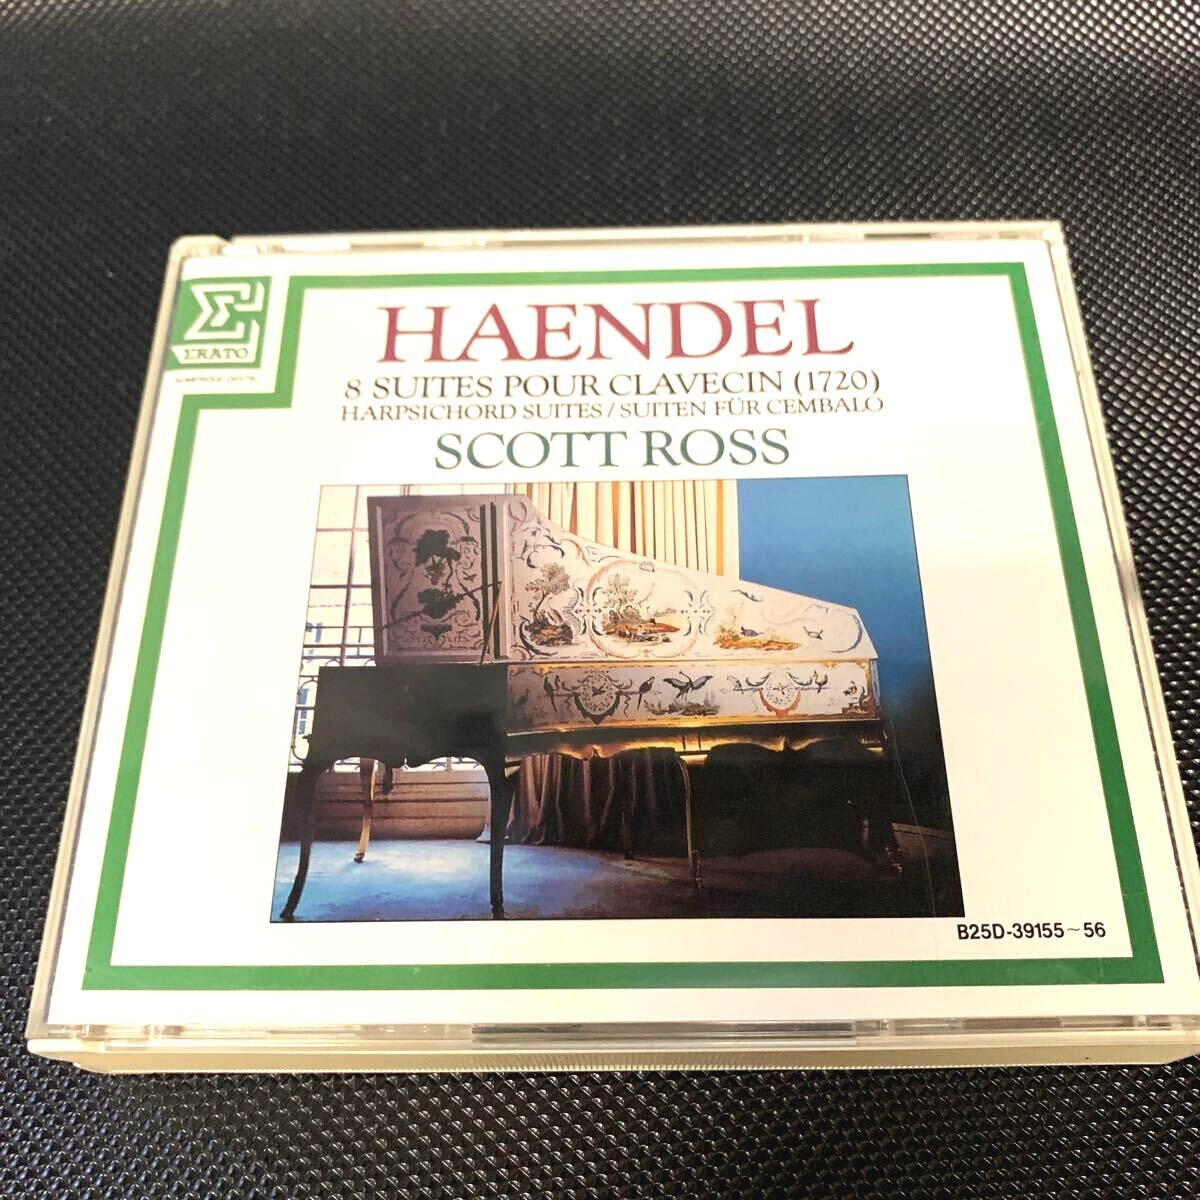 ERATO
HAENDEL
8 SUITES POUR CLAVECIN (1720)
HARPSICHORD SUITES / SUITEN FÜR CEMBALO
SCOTT ROSS
B25D-39155~56